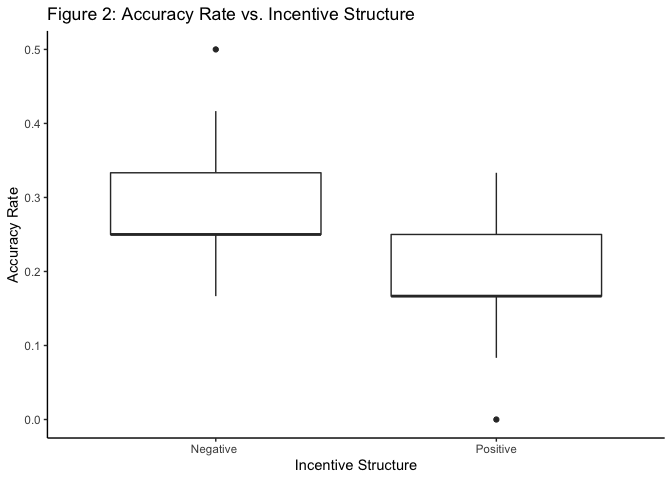 Figure 2: Accuracy Rate vs. Incentive Structure
Accuracy Rate
0.5
0.4
0.3
0.2
0.1
0.0
Negative
Positive
Incentive Structure